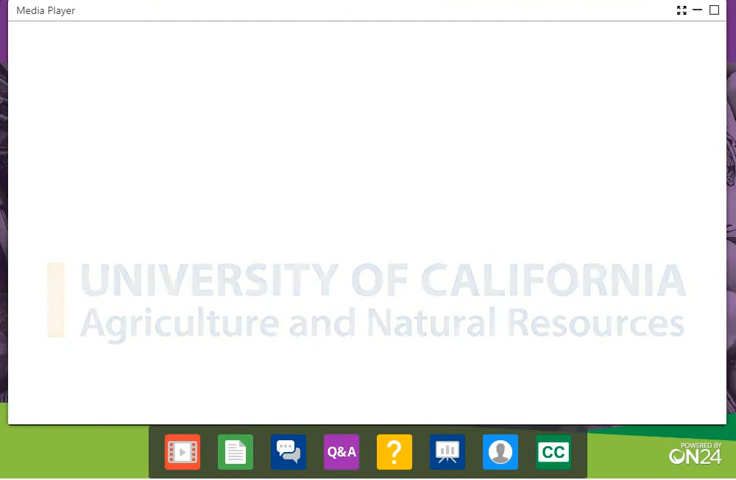 Media Player
UNIVERSITY OF CALIFORNIA
Agriculture and Natural Resources
Q&A
?
CC
POWERED BY
ON24